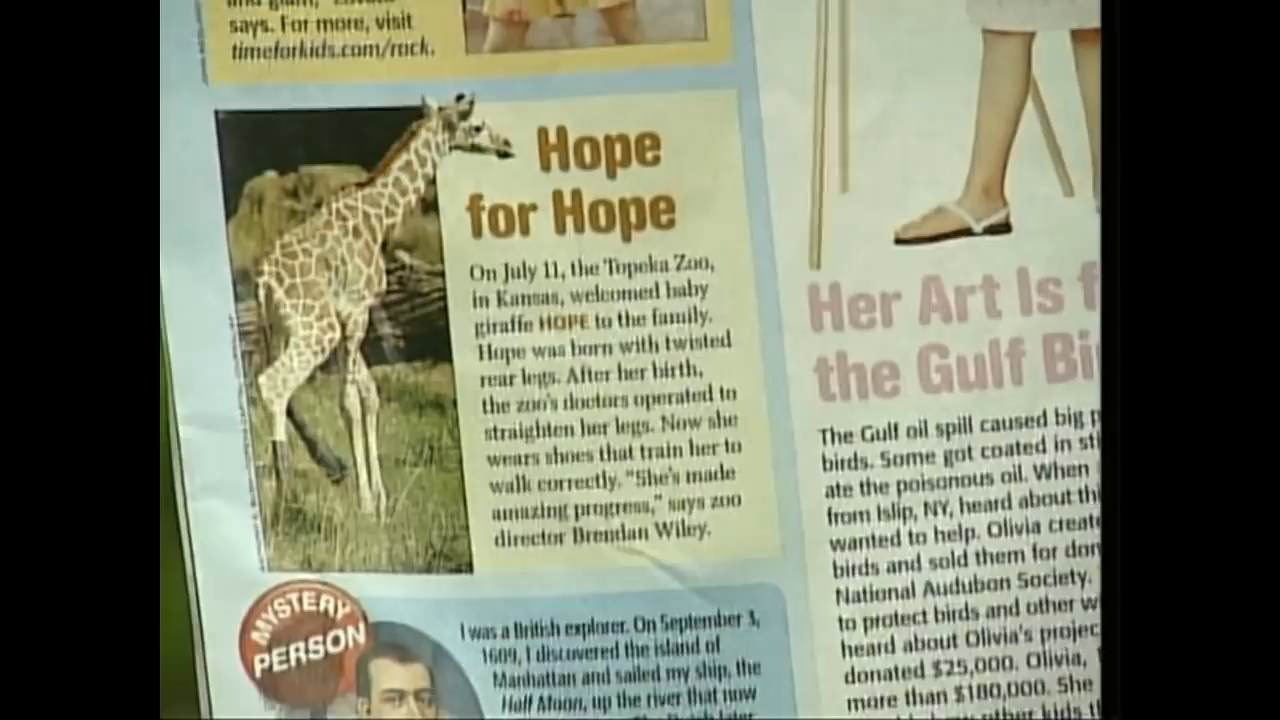 says. For more, visit
timeforkids.com/rock.
Hope
for Hope
On July 11, the Topeka Zoo,
in Kansas, welcomed baby
giraffe HOPE to the family.
Hope was born with twisted
rear legs. After her birth,
the zoo's doctors operated to
straighten her legs. Now she
wears shoes that train her to
walk correctly. "She's made
amazing progress," says zoo
director Brendan Wiley.
MYSTERY
PERSON
I was a British explorer. On September 3,
1609, I discovered the island of
Manhattan and sailed my ship, the
Half Moon, up the river that now
Her Art Is
the Gulf
The Gulf oil spill caused big
birds. Some got coated in
ate the poisonous oil. When
from Islip, NY, heard about
wanted to help. Olivia
birds and sold them for
National Audubon Society.
to protect birds and other
heard about Olivia's
donated $25,000. Olivia,
more than $180,000. She